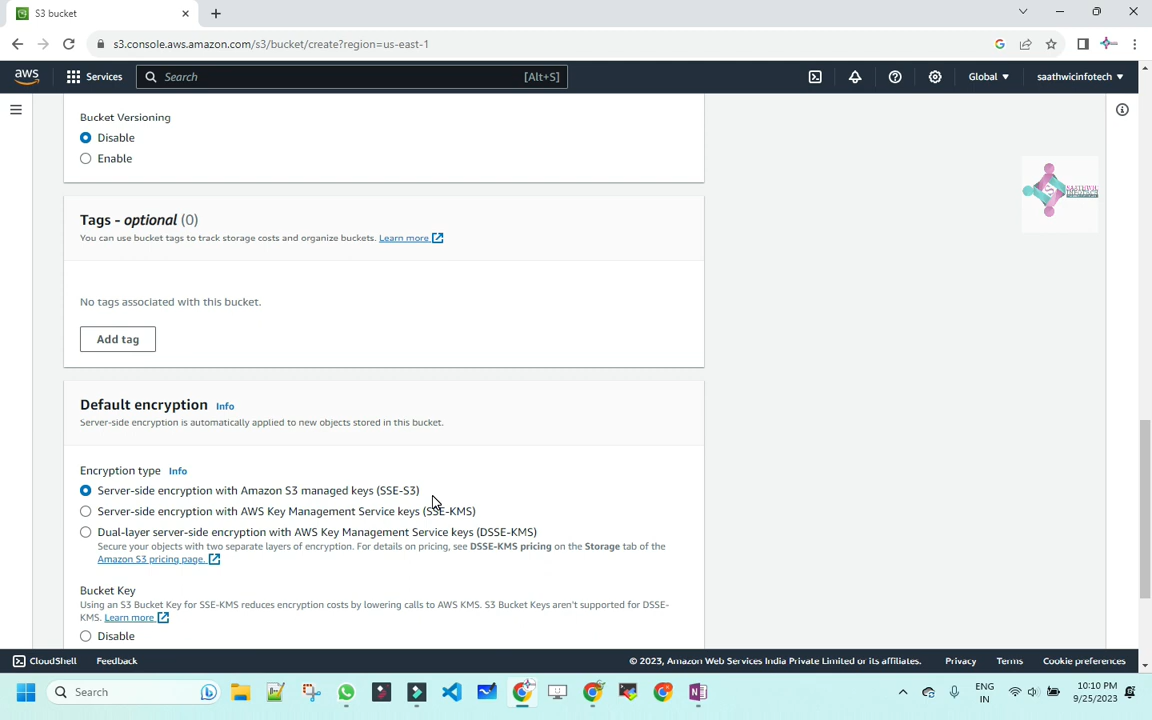 S3 bucket
s3.console.aws.amazon.com/s3/bucket/create?region=us-east-1
aws
Services
Search
[Alt+S]
Global
saathwicinfotech
Bucket Versioning
Disable
Enable
Tags - optional (0)
You can use bucket tags to track storage costs and organize buckets. Learn more
No tags associated with this bucket.
Add tag
Default encryption Info
Server-side encryption is automatically applied to new objects stored in this bucket.
Encryption type Info
Server-side encryption with Amazon S3 managed keys (SSE-S3)
Server-side encryption with AWS Key Management Service keys (SSE-KMS)
Dual-layer server-side encryption with AWS Key Management Service keys (DSSE-KMS)
Secure your objects with two separate layers of encryption. For details on pricing, see DSSE-KMS pricing on the Storage tab of the
Amazon S3 pricing page.
Bucket Key
Using an S3 Bucket Key for SSE-KMS reduces encryption costs by lowering calls to AWS KMS. S3 Bucket Keys aren't supported for DSSE-
KMS. Learn more
Disable
CloudShell
Feedback
© 2023, Amazon Web Services India Private Limited or its affiliates.
Privacy
Terms
Cookie preferences
Search
ENG
IN
10:10 PM
9/25/2023